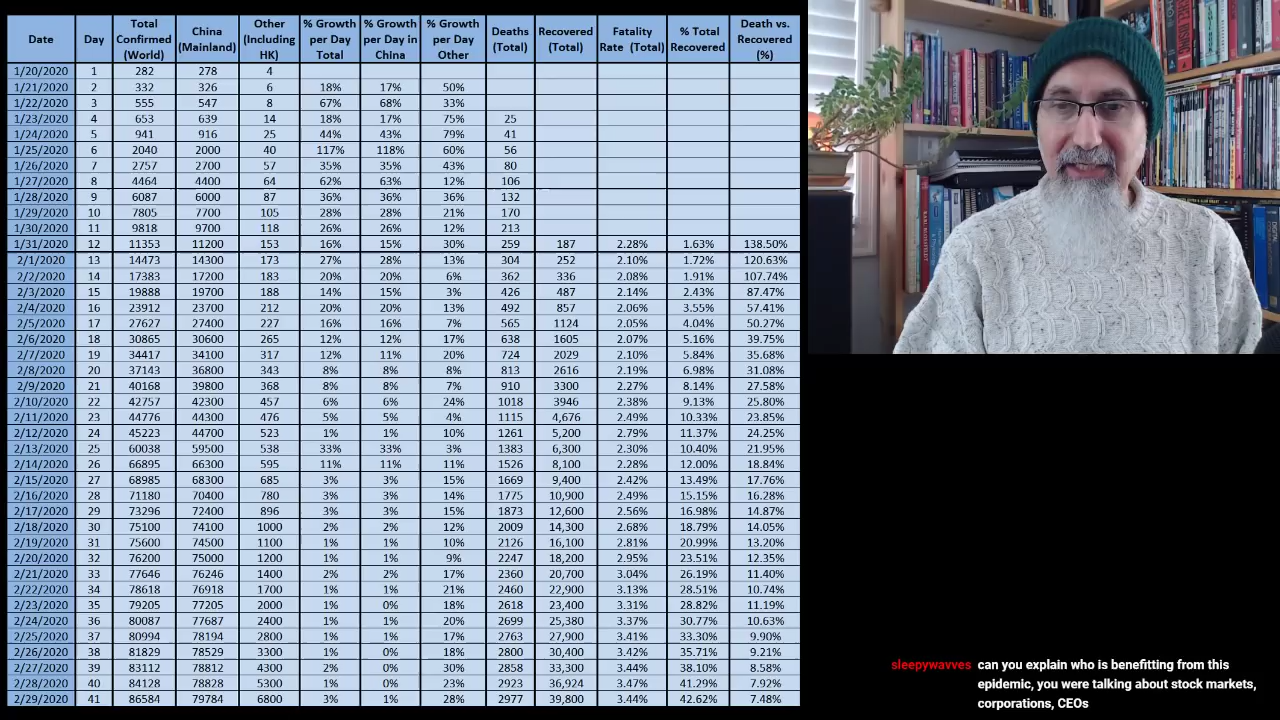 Date Day Total Confirmed (World) China (Mainland) Other (Including HK) % Growth per Day Total % Growth per Day in China % Growth per Day Other Deaths (Total) Recovered (Total) Fatality Rate (Total) % Total Recovered Death vs. Recovered (%)
1/20/2020 1 282 278 4
1/21/2020 2 332 326 6 18% 17% 50%
1/22/2020 3 555 547 8 67% 68% 33%
1/23/2020 4 653 639 14 18% 17% 75% 25
1/24/2020 5 941 916 25 44% 43% 79% 41
1/25/2020 6 2040 2000 40 117% 118% 60% 56
1/26/2020 7 2757 2700 57 35% 35% 43% 80
1/27/2020 8 4464 4400 64 62% 63% 12% 106
1/28/2020 9 6087 6000 87 36% 36% 36% 132
1/29/2020 10 7805 7700 105 28% 28% 21% 170
1/30/2020 11 9818 9700 118 26% 26% 12% 213
1/31/2020 12 11353 11200 153 16% 15% 30% 259 187 2.28% 1.63% 138.50%
2/1/2020 13 14473 14300 173 27% 28% 13% 304 252 2.10% 1.72% 120.63%
2/2/2020 14 17383 17200 183 20% 20% 6% 362 336 2.08% 1.91% 107.74%
2/3/2020 15 19888 19700 188 14% 15% 3% 426 487 2.14% 2.43% 87.47%
2/4/2020 16 23912 23700 212 20% 20% 13% 492 857 2.06% 3.55% 57.41%
2/5/2020 17 27627 27400 227 16% 16% 7% 565 1124 2.05% 4.04% 50.27%
2/6/2020 18 30865 30600 265 12% 12% 17% 638 1605 2.07% 5.16% 39.75%
2/7/2020 19 34417 34100 317 12% 11% 20% 724 2029 2.10% 5.84% 35.68%
2/8/2020 20 37143 36800 343 8% 8% 8% 813 2616 2.19% 6.98% 31.08%
2/9/2020 21 40168 39800 368 8% 8% 7% 910 3300 2.27% 8.14% 27.58%
2/10/2020 22 42757 42300 457 6% 6% 24% 1018 3946 2.38% 9.13% 25.80%
2/11/2020 23 44776 44300 476 5% 5% 4% 1115 4,676 2.49% 10.33% 23.85%
2/12/2020 24 45223 44700 523 1% 1% 10% 1261 5,200 2.79% 11.37% 24.25%
2/13/2020 25 60038 59500 538 33% 33% 3% 1383 6,300 2.30% 10.40% 21.95%
2/14/2020 26 66895 66300 595 11% 11% 11% 1526 8,100 2.28% 12.00% 18.84%
2/15/2020 27 68985 68300 685 3% 3% 15% 1669 9,400 2.42% 13.49% 17.76%
2/16/2020 28 71180 70400 780 3% 3% 14% 1775 10,900 2.49% 15.15% 16.28%
2/17/2020 29 73296 72400 896 3% 3% 15% 1873 12,600 2.56% 16.98% 14.87%
2/18/2020 30 75100 74100 1000 2% 2% 12% 2009 14,300 2.68% 18.79% 14.05%
2/19/2020 31 75600 74500 1100 1% 1% 10% 2126 16,100 2.81% 20.99% 13.20%
2/20/2020 32 76200 75000 1200 1% 1% 9% 2247 18,200 2.95% 23.51% 12.35%
2/21/2020 33 77646 76246 1400 2% 2% 17% 2360 20,700 3.04% 26.19% 11.40%
2/22/2020 34 78618 76918 1700 1% 1% 21% 2460 22,900 3.13% 28.51% 10.74%
2/23/2020 35 79205 77205 2000 1% 0% 18% 2618 23,400 3.31% 28.82% 11.19%
2/24/2020 36 80087 77687 2400 1% 1% 20% 2699 25,380 3.37% 30.77% 10.63%
2/25/2020 37 80994 78194 2800 1% 1% 17% 2763 27,900 3.41% 33.30% 9.90%
2/26/2020 38 81829 78529 3300 1% 0% 18% 2800 30,400 3.42% 35.71% 9.21%
2/27/2020 39 83112 78812 4300 2% 0% 30% 2858 33,300 3.44% 38.10% 8.58%
2/28/2020 40 84128 78828 5300 1% 0% 23% 2923 36,924 3.47% 41.29% 7.92%
2/29/2020 41 86584 79784 6800 3% 1% 28% 2977 39,800 3.44% 42.62% 7.48%
sleepywavves can you explain who is benefitting from this
epidemic, you were talking about stock markets,
corporations, CEOs